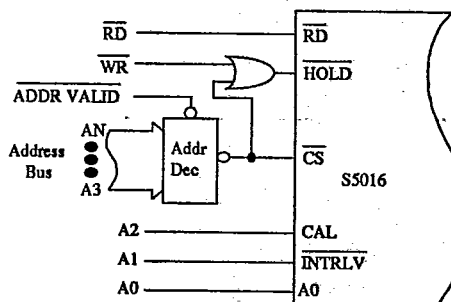 RD RD
WR HOLD
ADDR VALID
AN
Address Bus
Addr Dec
A3
CS
S5016
A2 CAL
A1 INTRLV
A0 A0